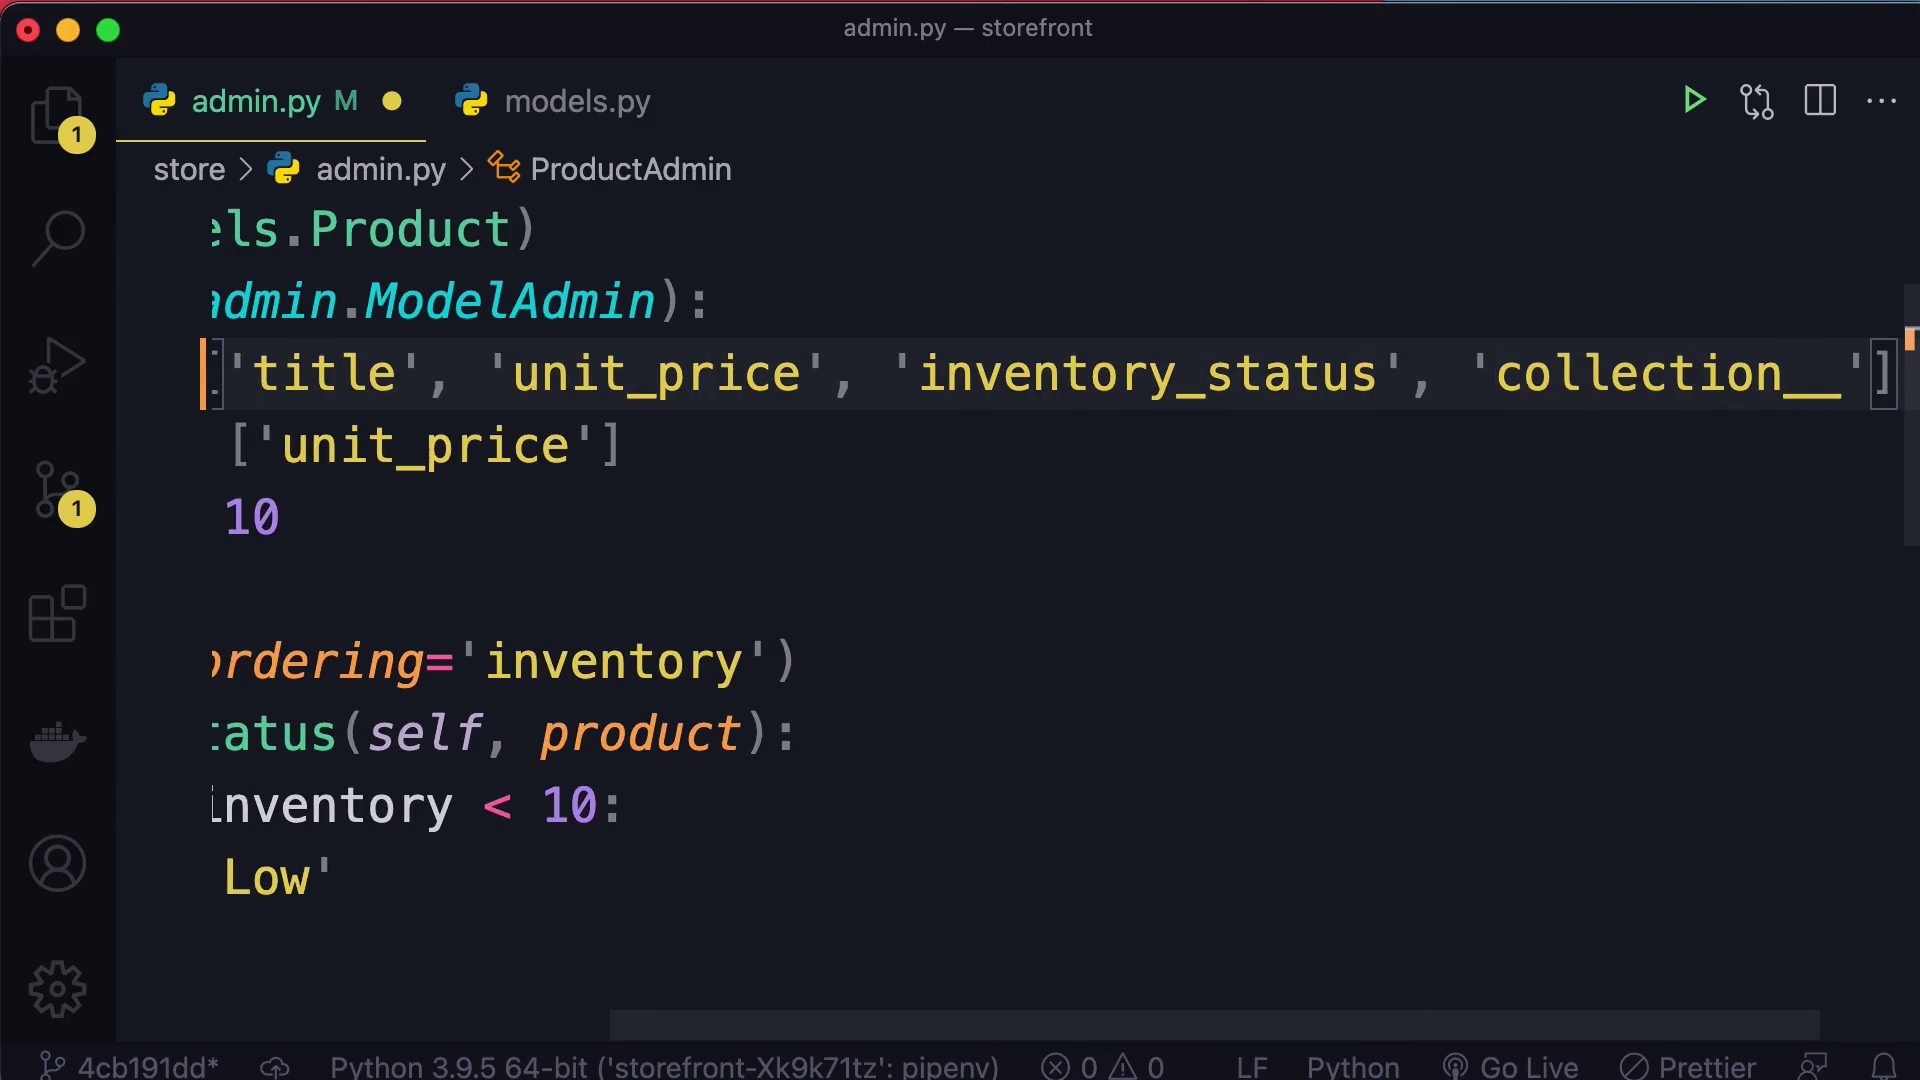 admin.py — storefront
admin.py M
models.py
1
store > admin.py > ProductAdmin
els.Product)
admin.ModelAdmin):
['title', 'unit_price', 'inventory_status', 'collection__']
['unit_price']
10
ordering='inventory')
tatus(self, product):
inventory < 10:
Low'
1
4cb191dd*
Python 3.9.5 64-bit ('storefront-Xk9k71tz': pipenv)
0
0
LF
Python
Go Live
Prettier